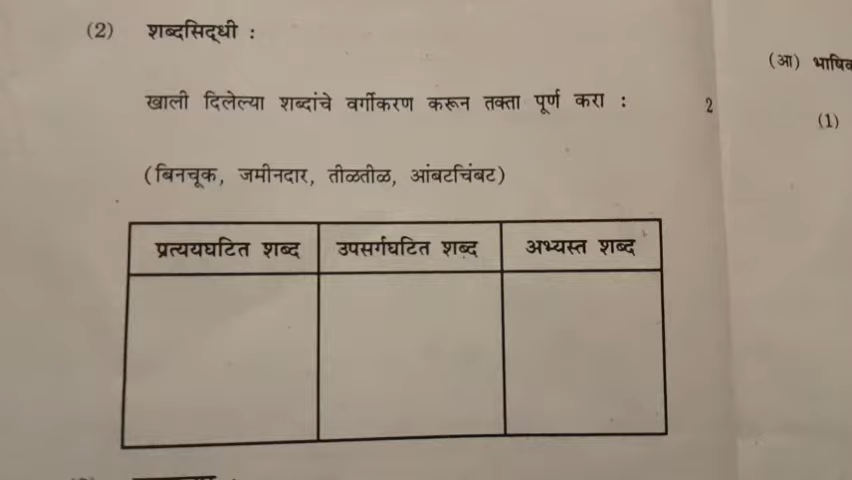 (2) शब्दसिद्धी :
(आ) भाषिक
खाली दिलेल्या शब्दांचे वर्गीकरण करून तक्ता पूर्ण करा : 2
(1)
(बिनचूक, जमीनदार, तीळतीळ, आंबटचिंबट)
प्रत्ययघटित शब्द उपसर्गघटित शब्द अभ्यस्त शब्द